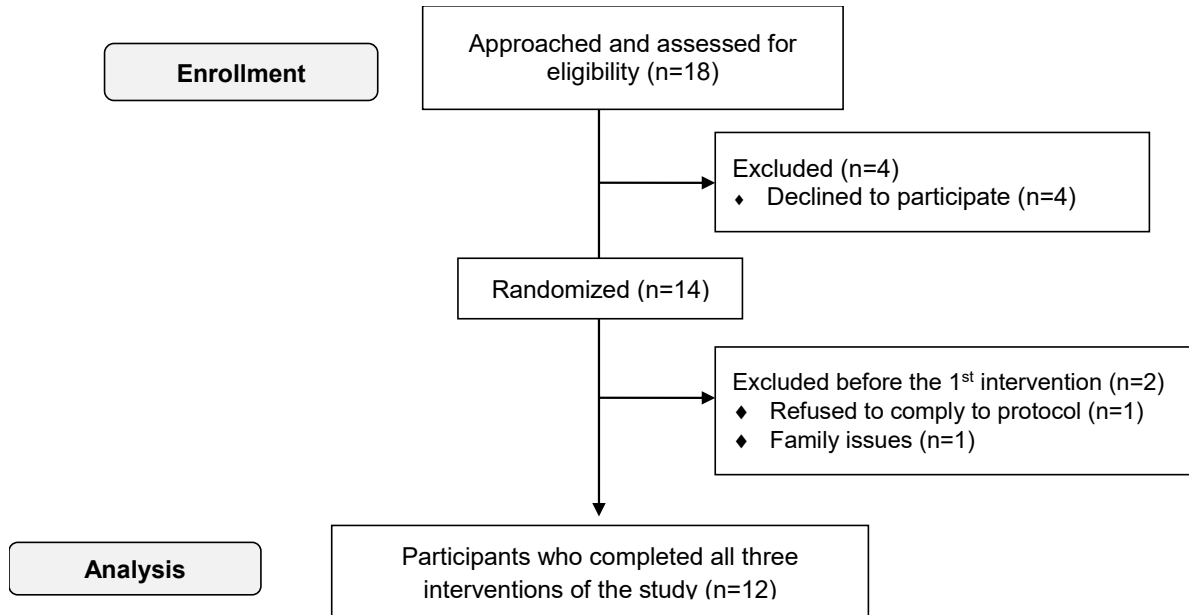 Enrollment
Approached and assessed for
eligibility (n=18)
Excluded (n=4)
♦ Declined to participate (n=4)
Randomized (n=14)
Excluded before the 1st intervention (n=2)
♦ Refused to comply to protocol (n=1)
♦ Family issues (n=1)
Analysis
Participants who completed all three
interventions of the study (n=12)